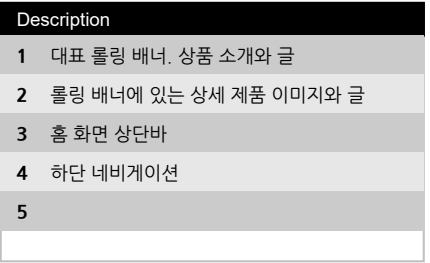 Description
1 대표 롤링 배너. 상품 소개와 글
2 롤링 배너에 있는 상세 제품 이미지와 글
3 홈 화면 상단바
4 하단 네비게이션
5